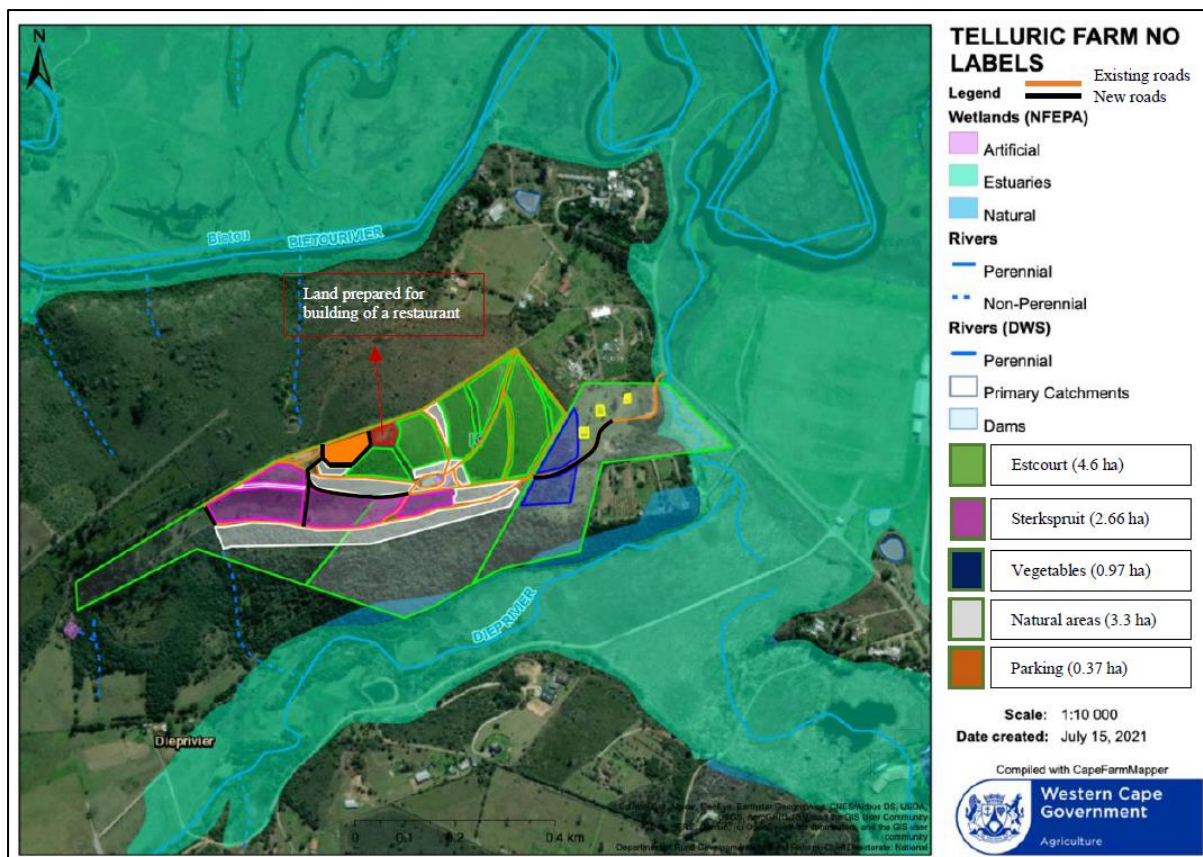 N
TELLURIC FARM NO
LABELS
Legend
Existing roads
New roads
Wetlands (NFEPA)
Artificial
Estuaries
Natural
Rivers
Perennial
Non-Perennial
Rivers (DWS)
Perennial
Primary Catchments
Dams
Estcourt (4.6 ha)
Sterkspruit (2.66 ha)
Vegetables (0.97 ha)
Natural areas (3.3 ha)
Parking (0.37 ha)
Scale: 1:10 000
Date created: July 15, 2021
Compiled with CapeFarmMapper
Western Cape
Government
Agriculture
Bietou
BIETOURIVIER
Land prepared for
building of a restaurant
DIEPRIVIER
Dieprivier
0 0.1 0.2 0.4 km